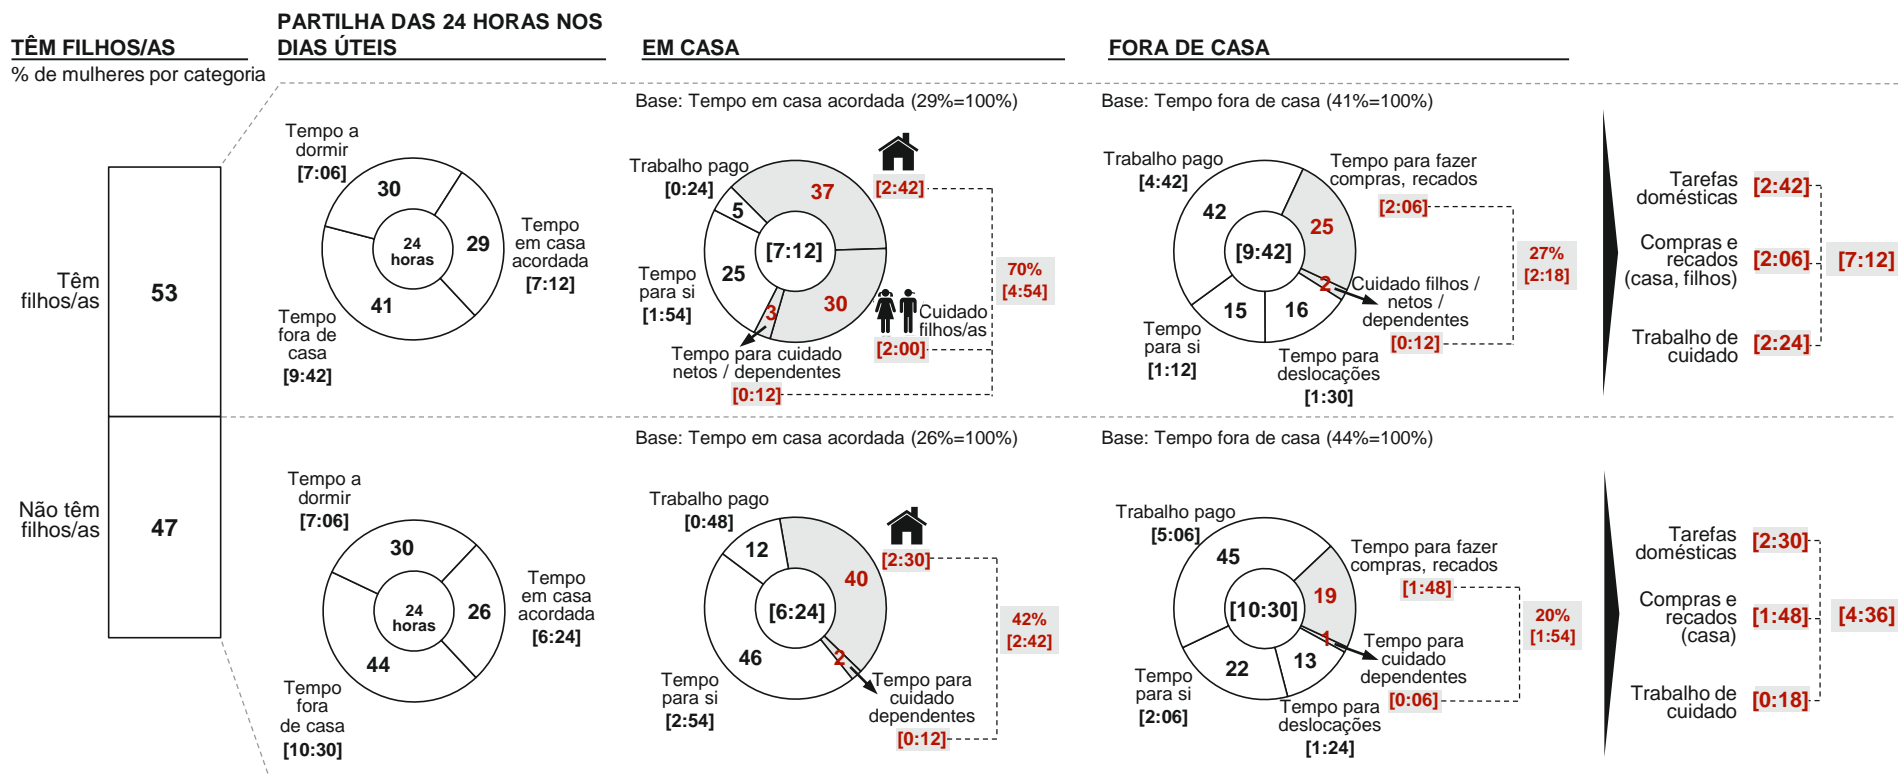 TÊM FILHOS/AS
% de mulheres por categoria
PARTILHA DAS 24 HORAS NOS
DIAS ÚTEIS
EM CASA
FORA DE CASA
Têm
filhos/as
53
Tempo a
dormir
[7:06]
30
24
horas
29
41
Tempo
em casa
acordada
[7:12]
Tempo
fora de
casa
[9:42]
Base: Tempo em casa acordada (29%=100%)
Trabalho pago
[0:24]
5
37
[2:42]
[7:12]
25
3
30
Tempo
para si
[1:54]
Cuidado
filhos/as
[2:00]
Tempo para cuidado
netos / dependentes
[0:12]
70%
[4:54]
Base: Tempo fora de casa (41%=100%)
Trabalho pago
[4:42]
42
Tempo para fazer
compras, recados
[2:06]
25
[9:42]
2
15
16
Cuidado filhos /
netos /
dependentes
[0:12]
Tempo
para si
[1:12]
Tempo para
deslocações
[1:30]
27%
[2:18]
Tarefas
domésticas
[2:42]
Compras e
recados
(casa, filhos)
[2:06]
[7:12]
Trabalho de
cuidado
[2:24]
Não têm
filhos/as
47
Tempo a
dormir
[7:06]
30
24
horas
26
44
Tempo
em casa
acordada
[6:24]
Tempo
fora
de casa
[10:30]
Base: Tempo em casa acordada (26%=100%)
Trabalho pago
[0:48]
12
40
[2:30]
[6:24]
46
2
Tempo
para si
[2:54]
Tempo para
cuidado
dependentes
[0:12]
42%
[2:42]
Base: Tempo fora de casa (44%=100%)
Trabalho pago
[5:06]
45
Tempo para fazer
compras, recados
[1:48]
19
[10:30]
1
22
13
Tempo para
cuidado
dependentes
[0:06]
Tempo
para si
[2:06]
Tempo para
deslocações
[1:24]
20%
[1:54]
Tarefas
domésticas
[2:30]
Compras e
recados
(casa)
[1:48]
[4:36]
Trabalho de
cuidado
[0:18]